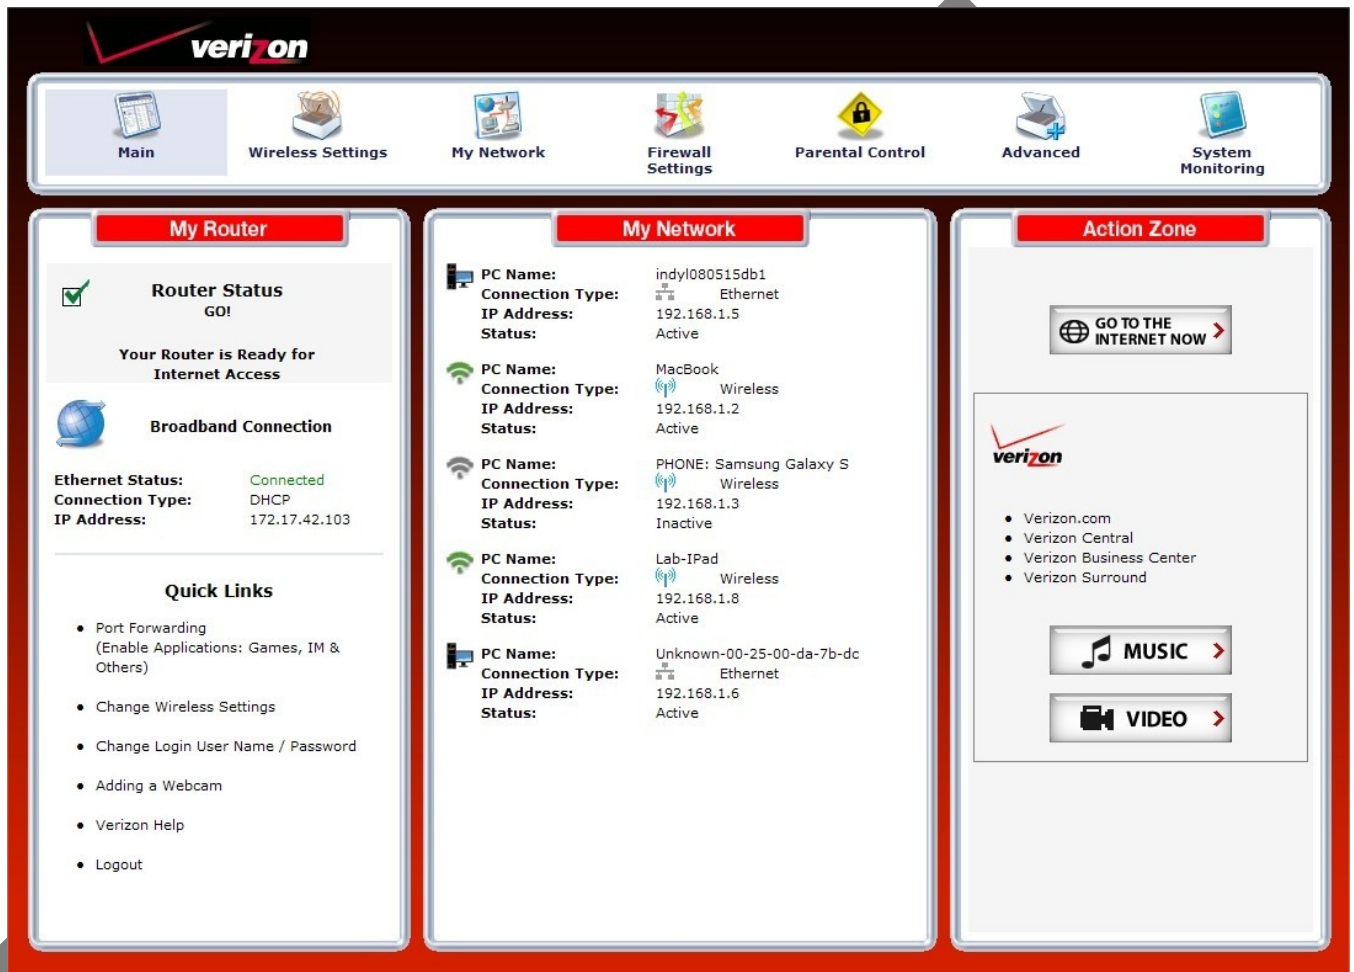 verizon
Main
Wireless Settings
My Network
Firewall
Settings
Parental Control
Advanced
System
Monitoring
My Router
Router Status
GO!
Your Router is Ready for
Internet Access
Broadband Connection
Ethernet Status: Connected
Connection Type: DHCP
IP Address: 172.17.42.103
Quick Links
• Port Forwarding
(Enable Applications: Games, IM &
Others)
• Change Wireless Settings
• Change Login User Name / Password
• Adding a Webcam
• Verizon Help
• Logout
My Network
PC Name: indyl080515db1
Connection Type: Ethernet
IP Address: 192.168.1.5
Status: Active
PC Name: MacBook
Connection Type: Wireless
IP Address: 192.168.1.2
Status: Active
PC Name: PHONE: Samsung Galaxy S
Connection Type: Wireless
IP Address: 192.168.1.3
Status: Inactive
PC Name: Lab-IPad
Connection Type: Wireless
IP Address: 192.168.1.8
Status: Active
PC Name: Unknown-00-25-00-da-7b-dc
Connection Type: Ethernet
IP Address: 192.168.1.6
Status: Active
Action Zone
GO TO THE
INTERNET NOW
verizon
• Verizon.com
• Verizon Central
• Verizon Business Center
• Verizon Surround
MUSIC
VIDEO